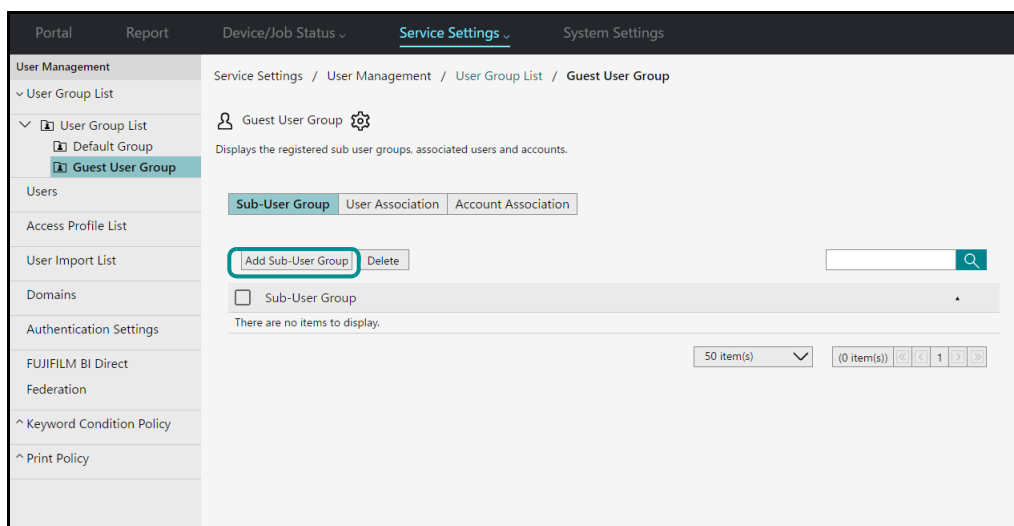 Portal Report Device/Job Status Service Settings System Settings
User Management
User Group List
User Group List
Default Group
Guest User Group
Users
Access Profile List
User Import List
Domains
Authentication Settings
FUJIFILM BI Direct
Federation
Keyword Condition Policy
Print Policy
Service Settings / User Management / User Group List / Guest User Group
Guest User Group
Displays the registered sub user groups, associated users and accounts.
Sub-User Group User Association Account Association
Add Sub-User Group Delete
Sub-User Group
There are no items to display.
50 item(s) (0 item(s)) 1